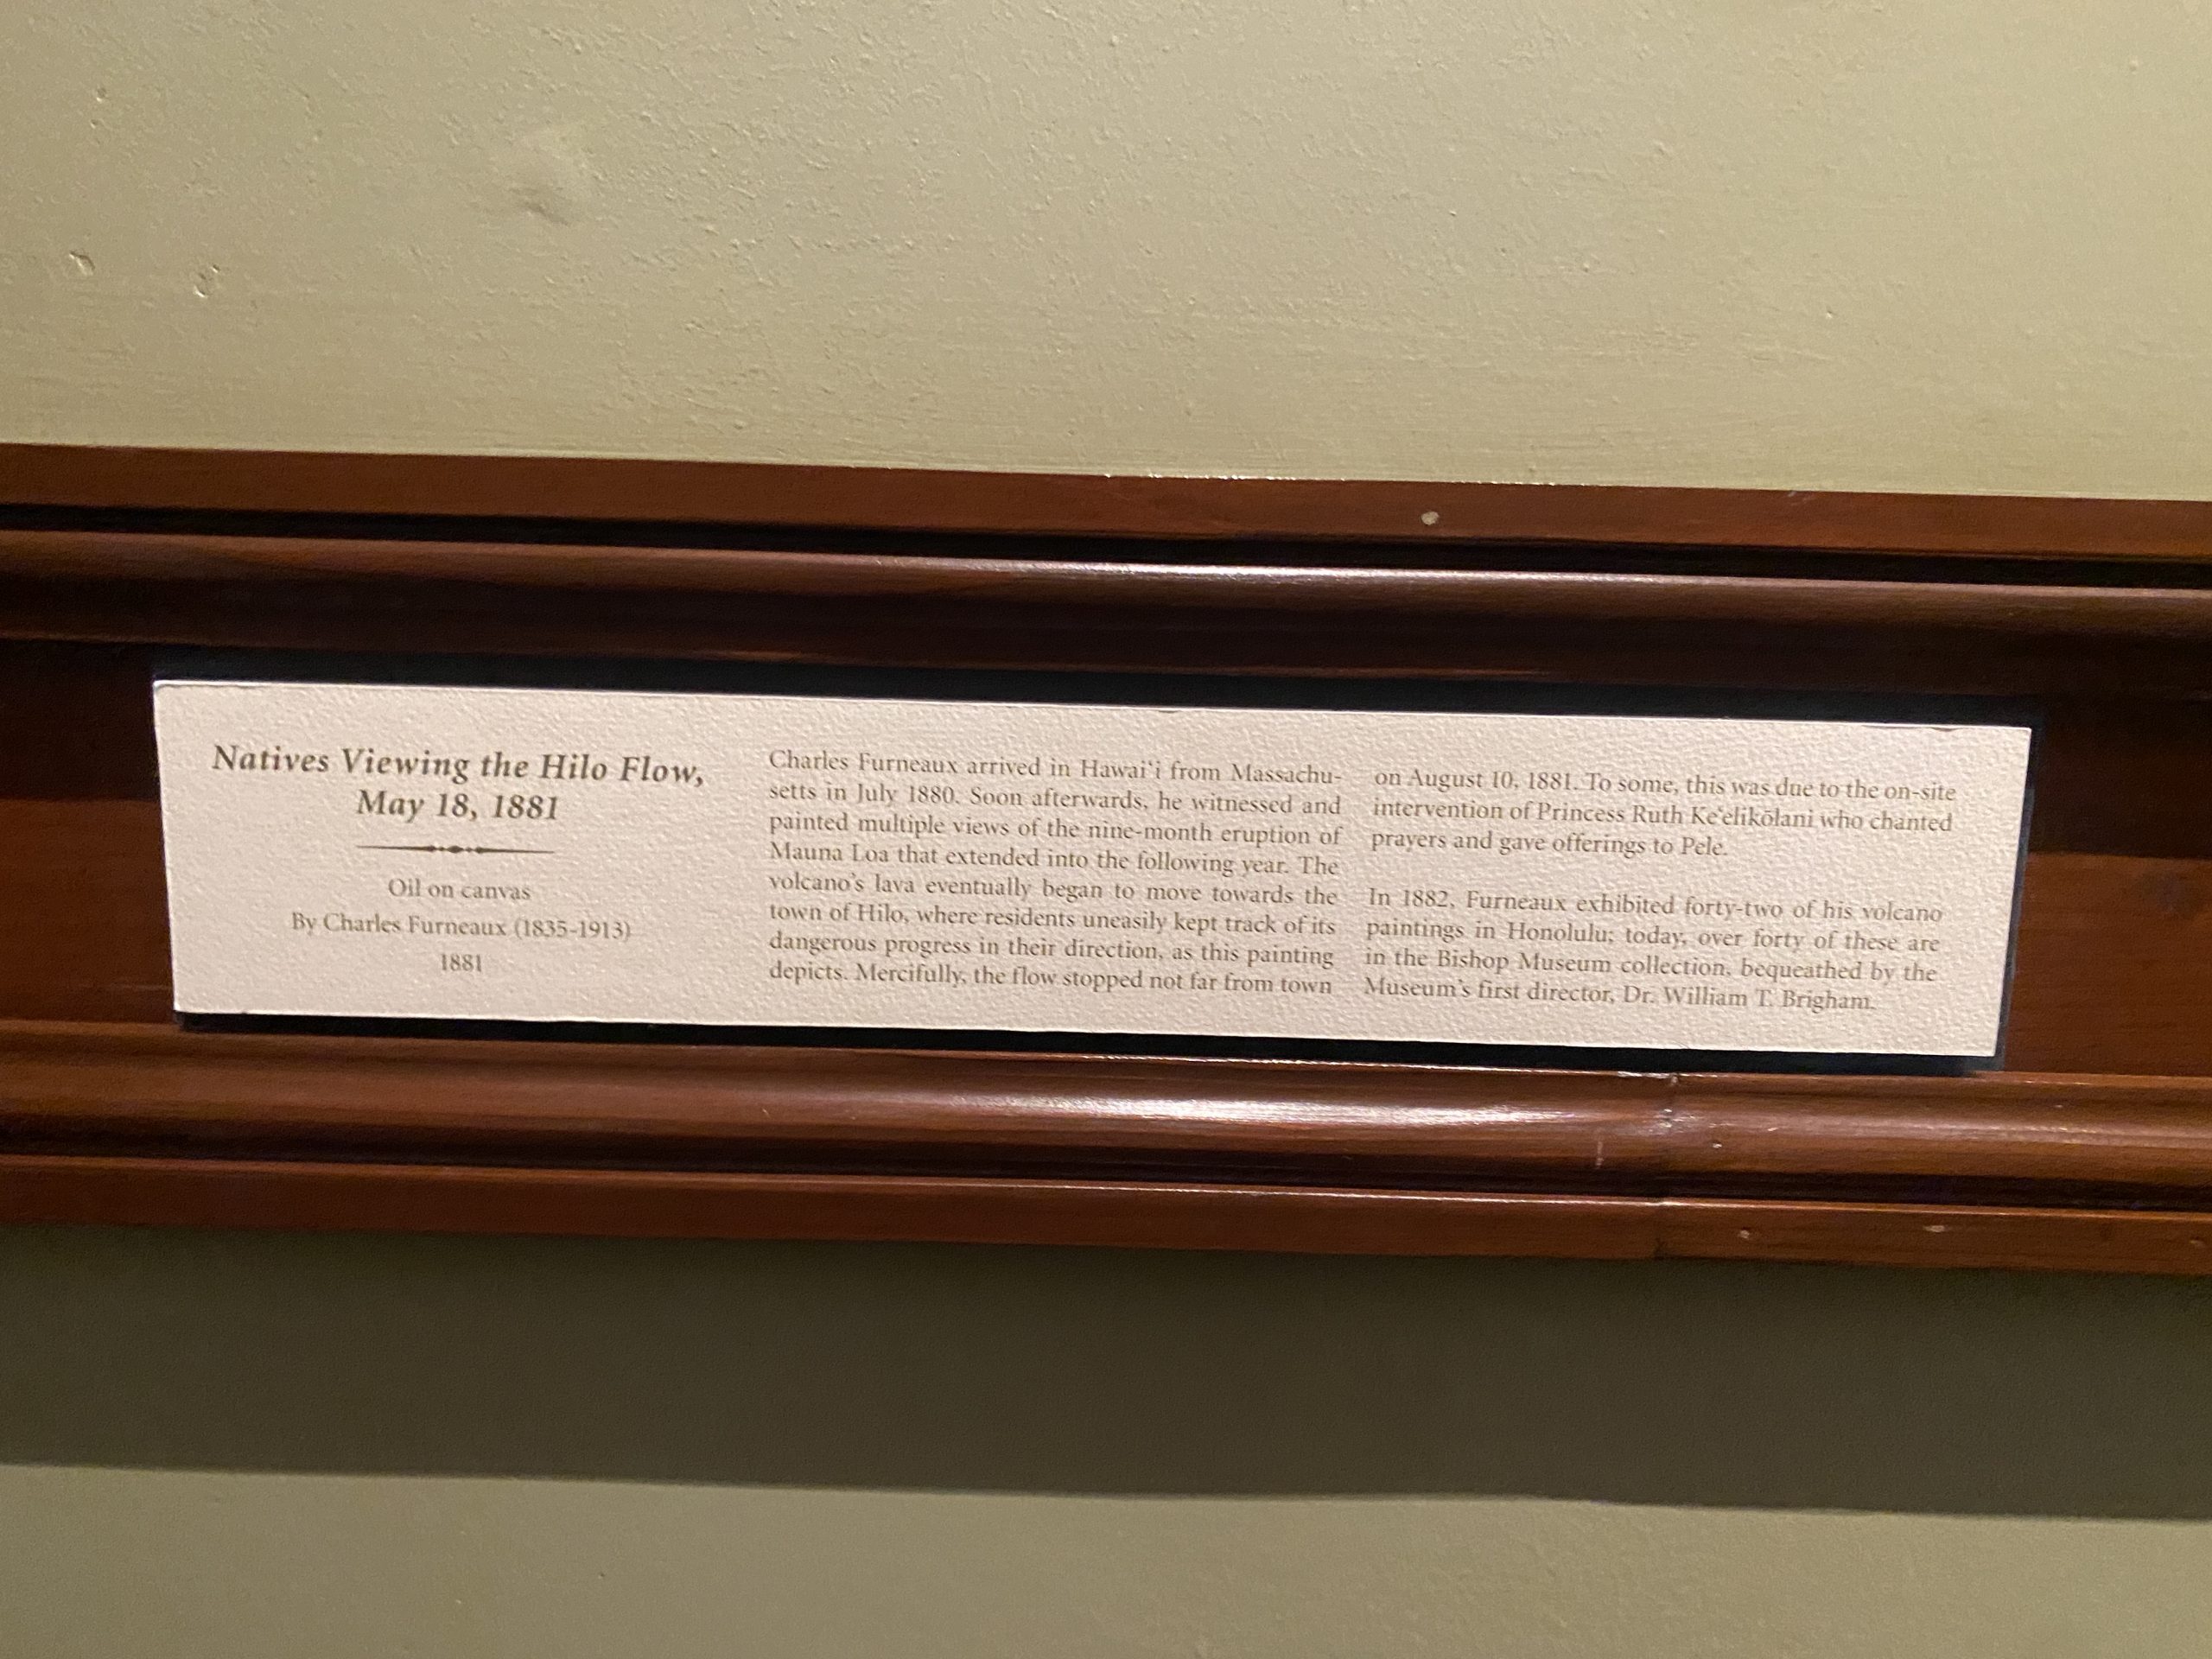 Natives Viewing the Hilo Flow,
May 18, 1881
Oil on canvas
By Charles Furneaux (1835-1913)
1881
Charles Furneaux arrived in Hawaiʻi from Massachu-
setts in July 1880. Soon afterwards, he witnessed and
painted multiple views of the nine-month eruption of
Mauna Loa that extended into the following year. The
volcano's lava eventually began to move towards the
town of Hilo, where residents uneasily kept track of its
dangerous progress in their direction, as this painting
depicts. Mercifully, the flow stopped not far from town
on August 10, 1881. To some, this was due to the on-site
intervention of Princess Ruth Keʻelikōlani who chanted
prayers and gave offerings to Pele.
In 1882, Furneaux exhibited forty-two of his volcano
paintings in Honolulu; today, over forty of these are
in the Bishop Museum collection, bequeathed by the
Museum's first director, Dr. William T. Brigham.